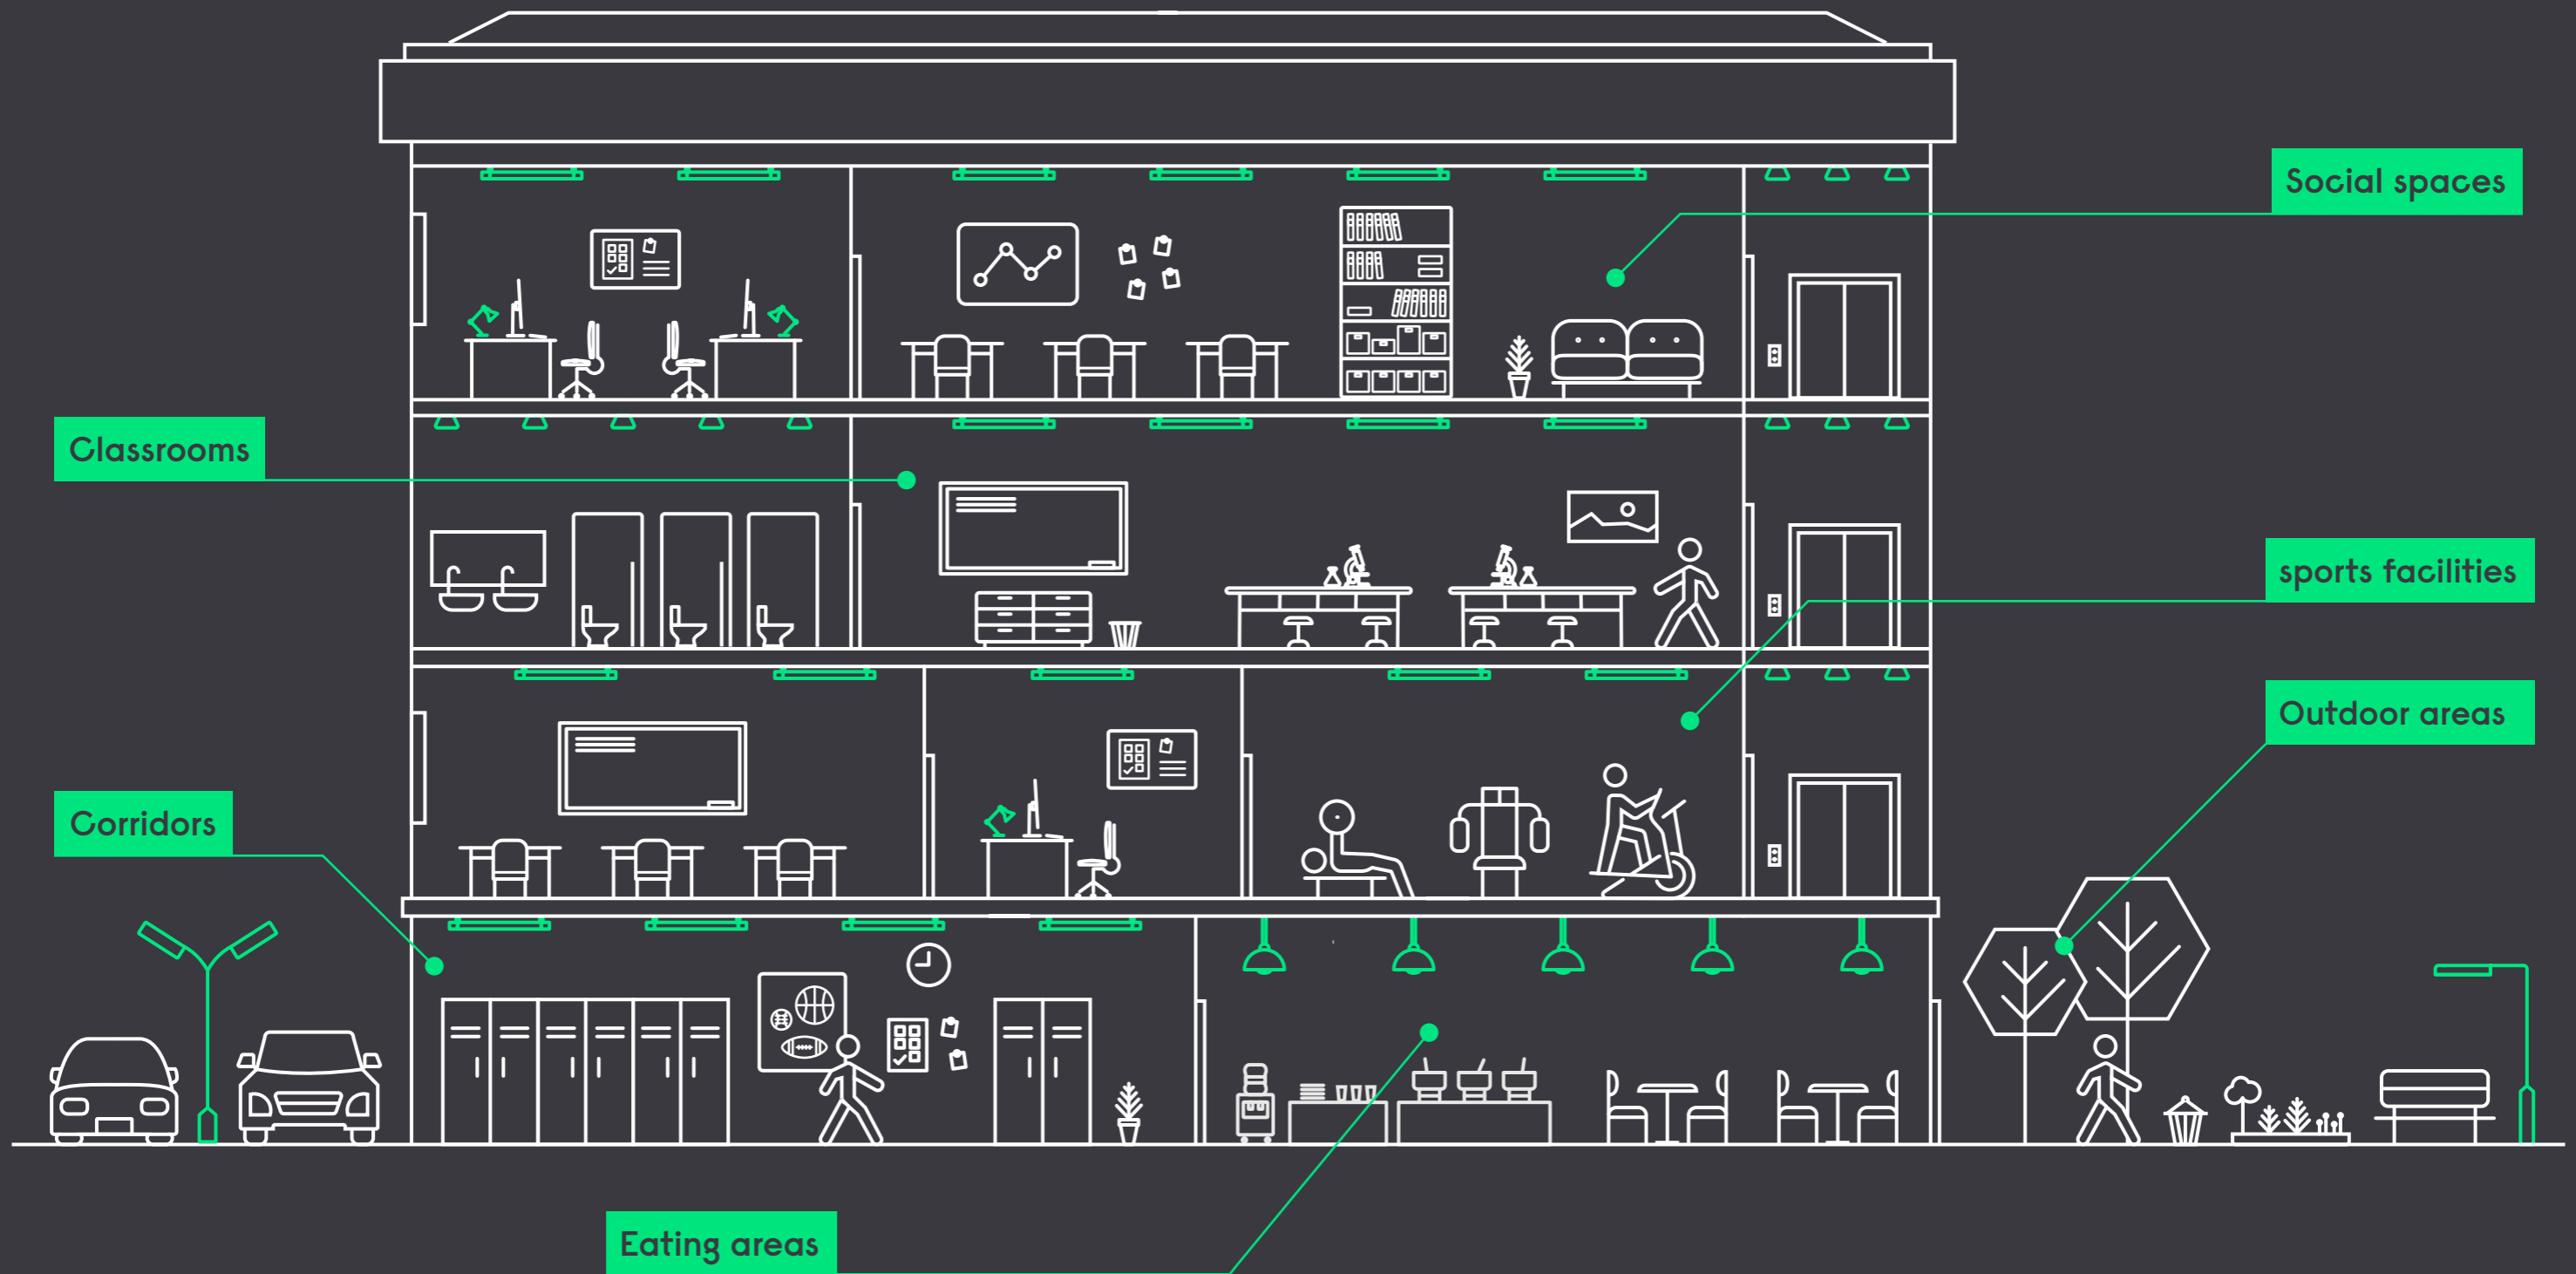 Social spaces
Classrooms
sports facilities
Outdoor areas
Corridors
Eating areas